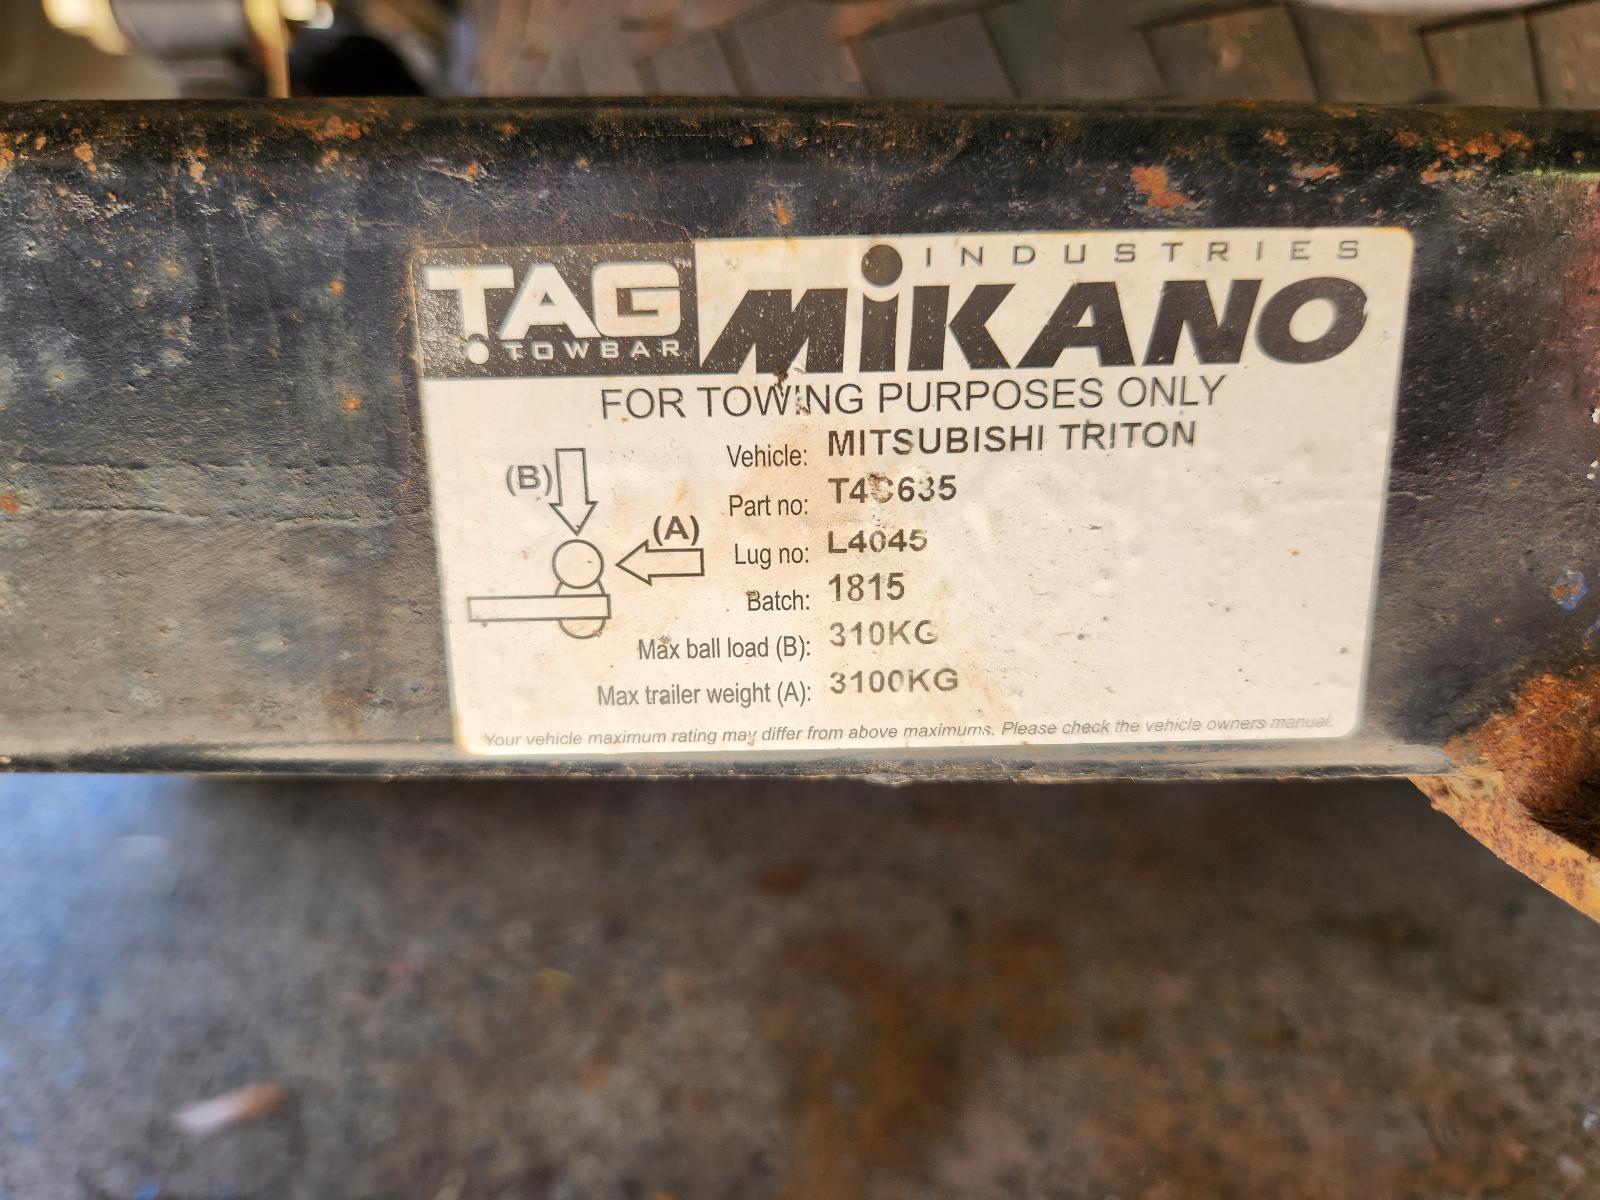 TAG™
TOWBAR
INDUSTRIES
MiKANO
FOR TOWING PURPOSES ONLY
Vehicle: MITSUBISHI TRITON
Part no:
Lug no: L4045
Batch: 1815
(B)
(A)
Max ball load (B): 310KG
Max trailer weight (A): 3100KG
Your vehicle maximum rating may differ from above maximums. Please check the vehicle owners manual.